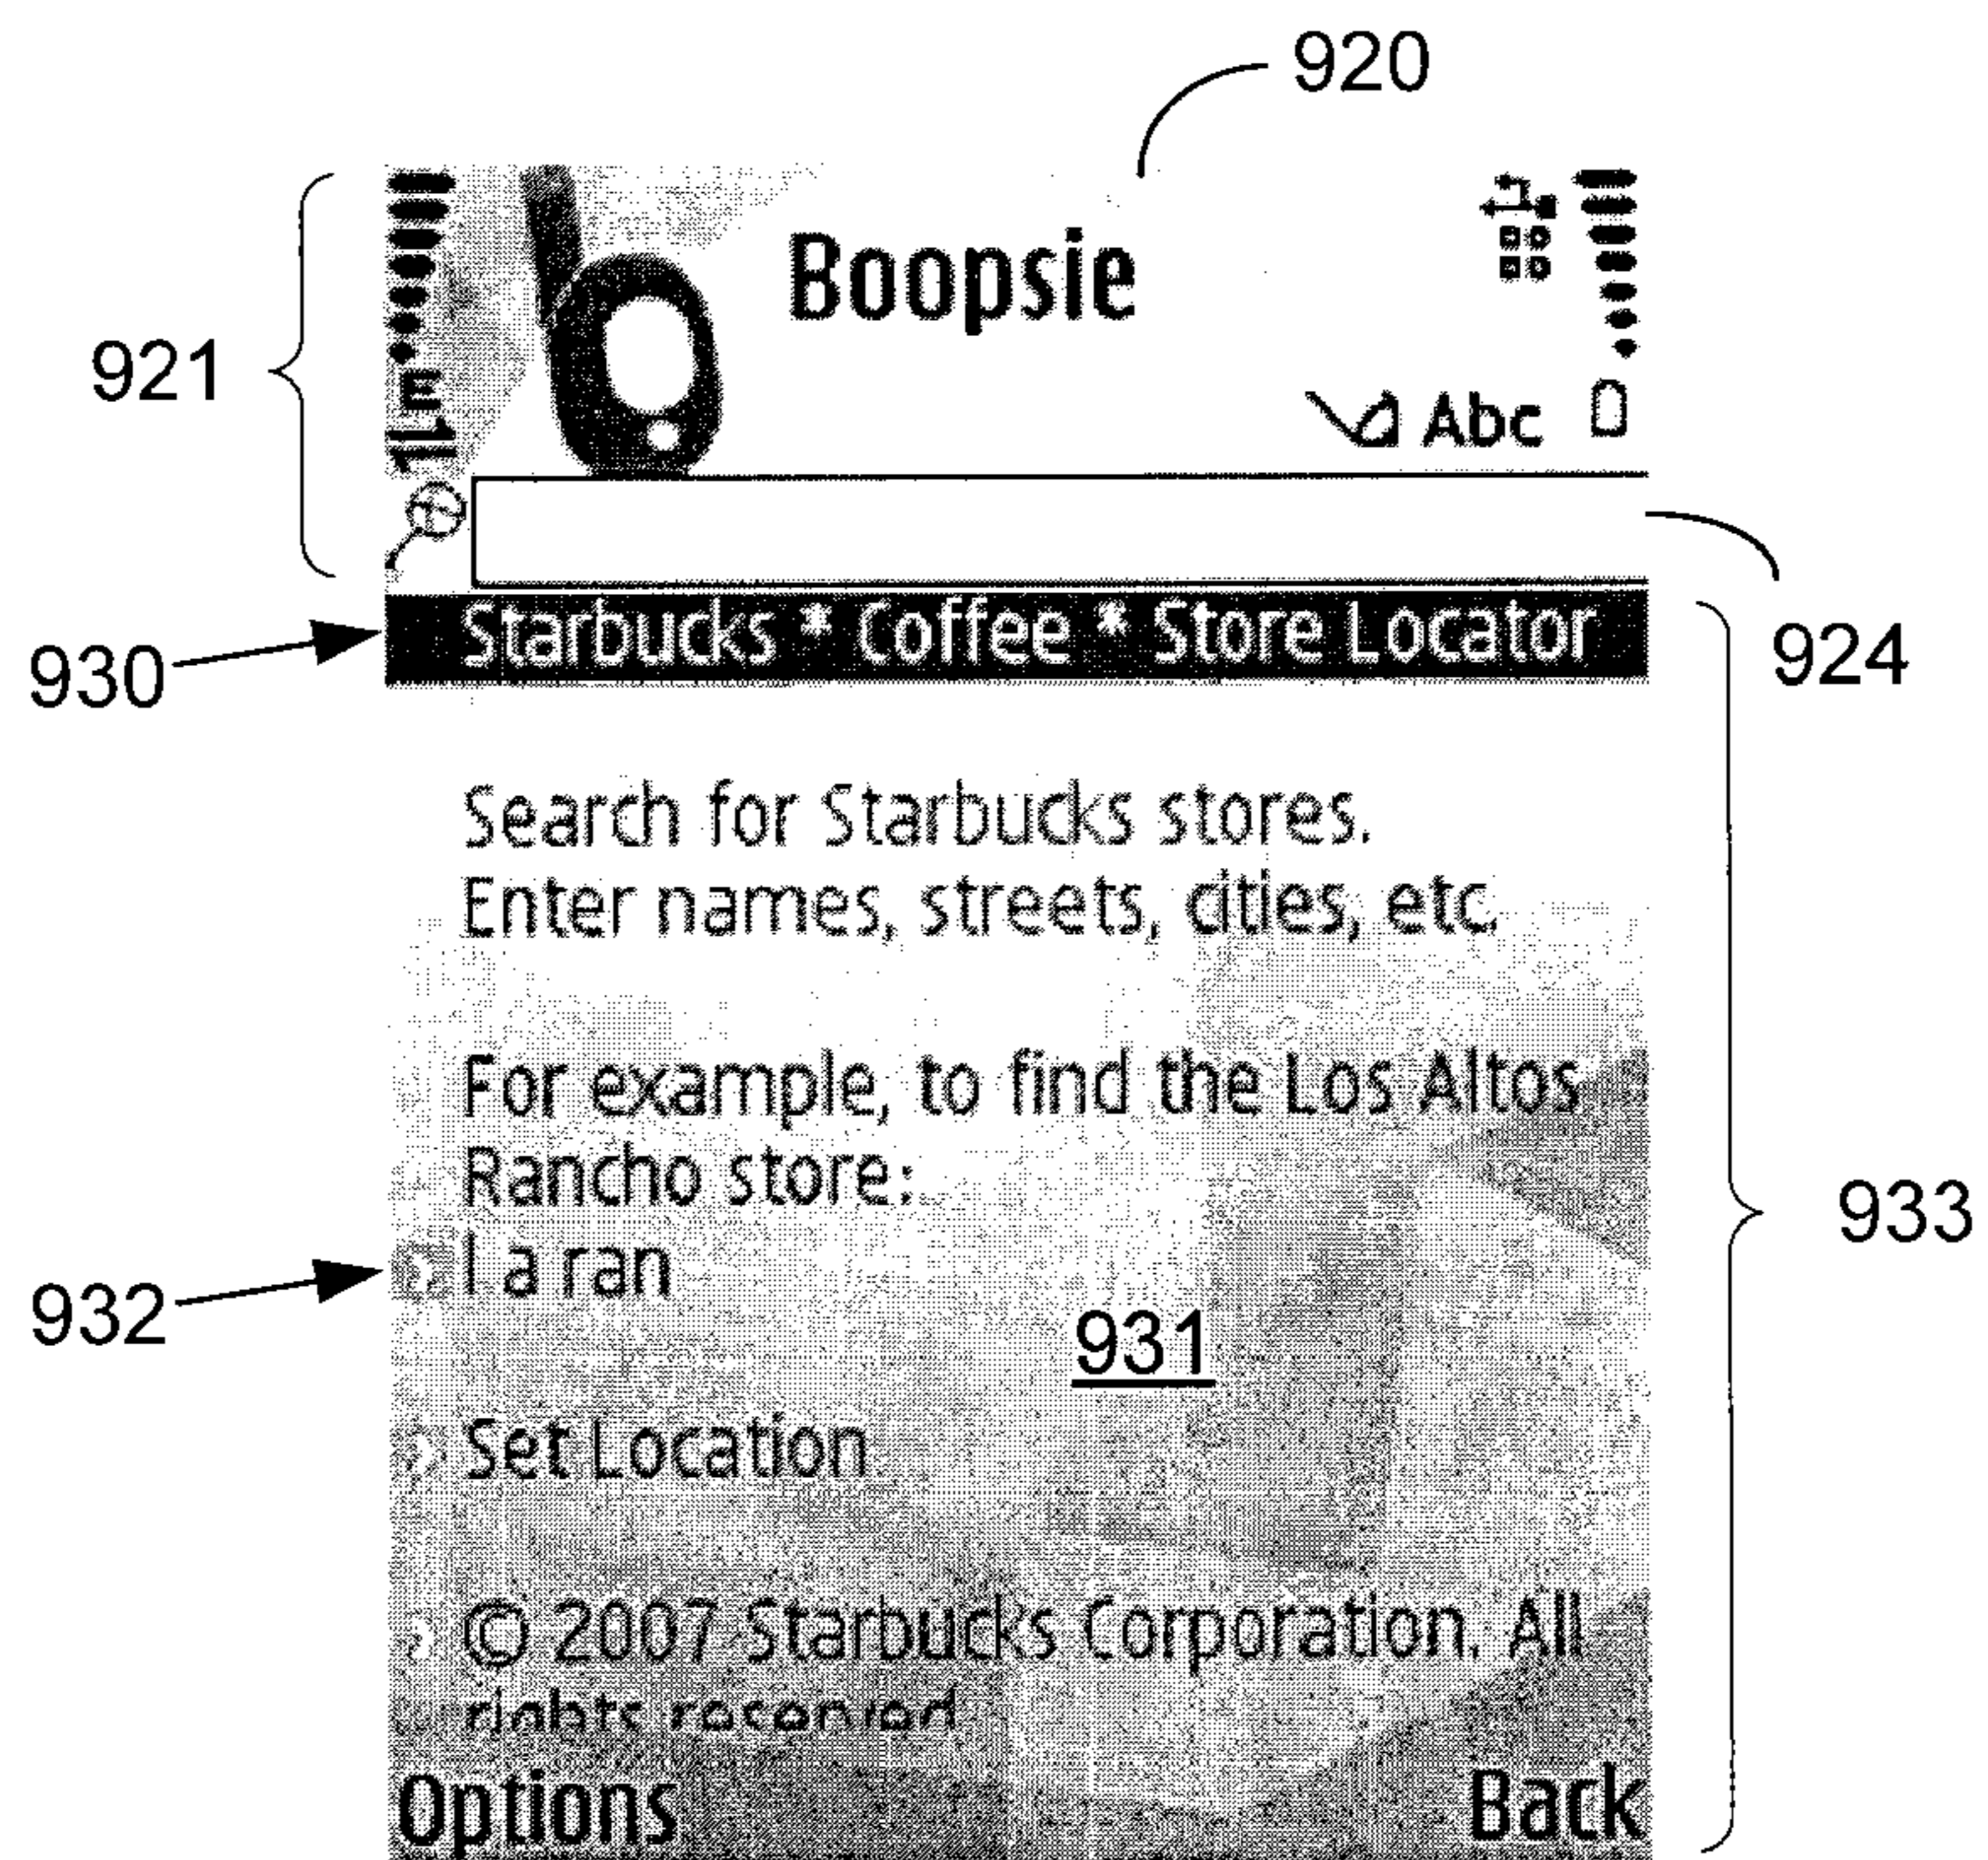 920
Boopsie
921
Abc
924
Starbucks * Coffee * Store Locator
930
Search for Starbucks stores.
Enter names, streets, cities, etc.
For example, to find the Los Altos
Rancho store:
933
932
l a ran
931
Set Location
© 2007 Starbucks Corporation. All
rights reserved
Options
Back